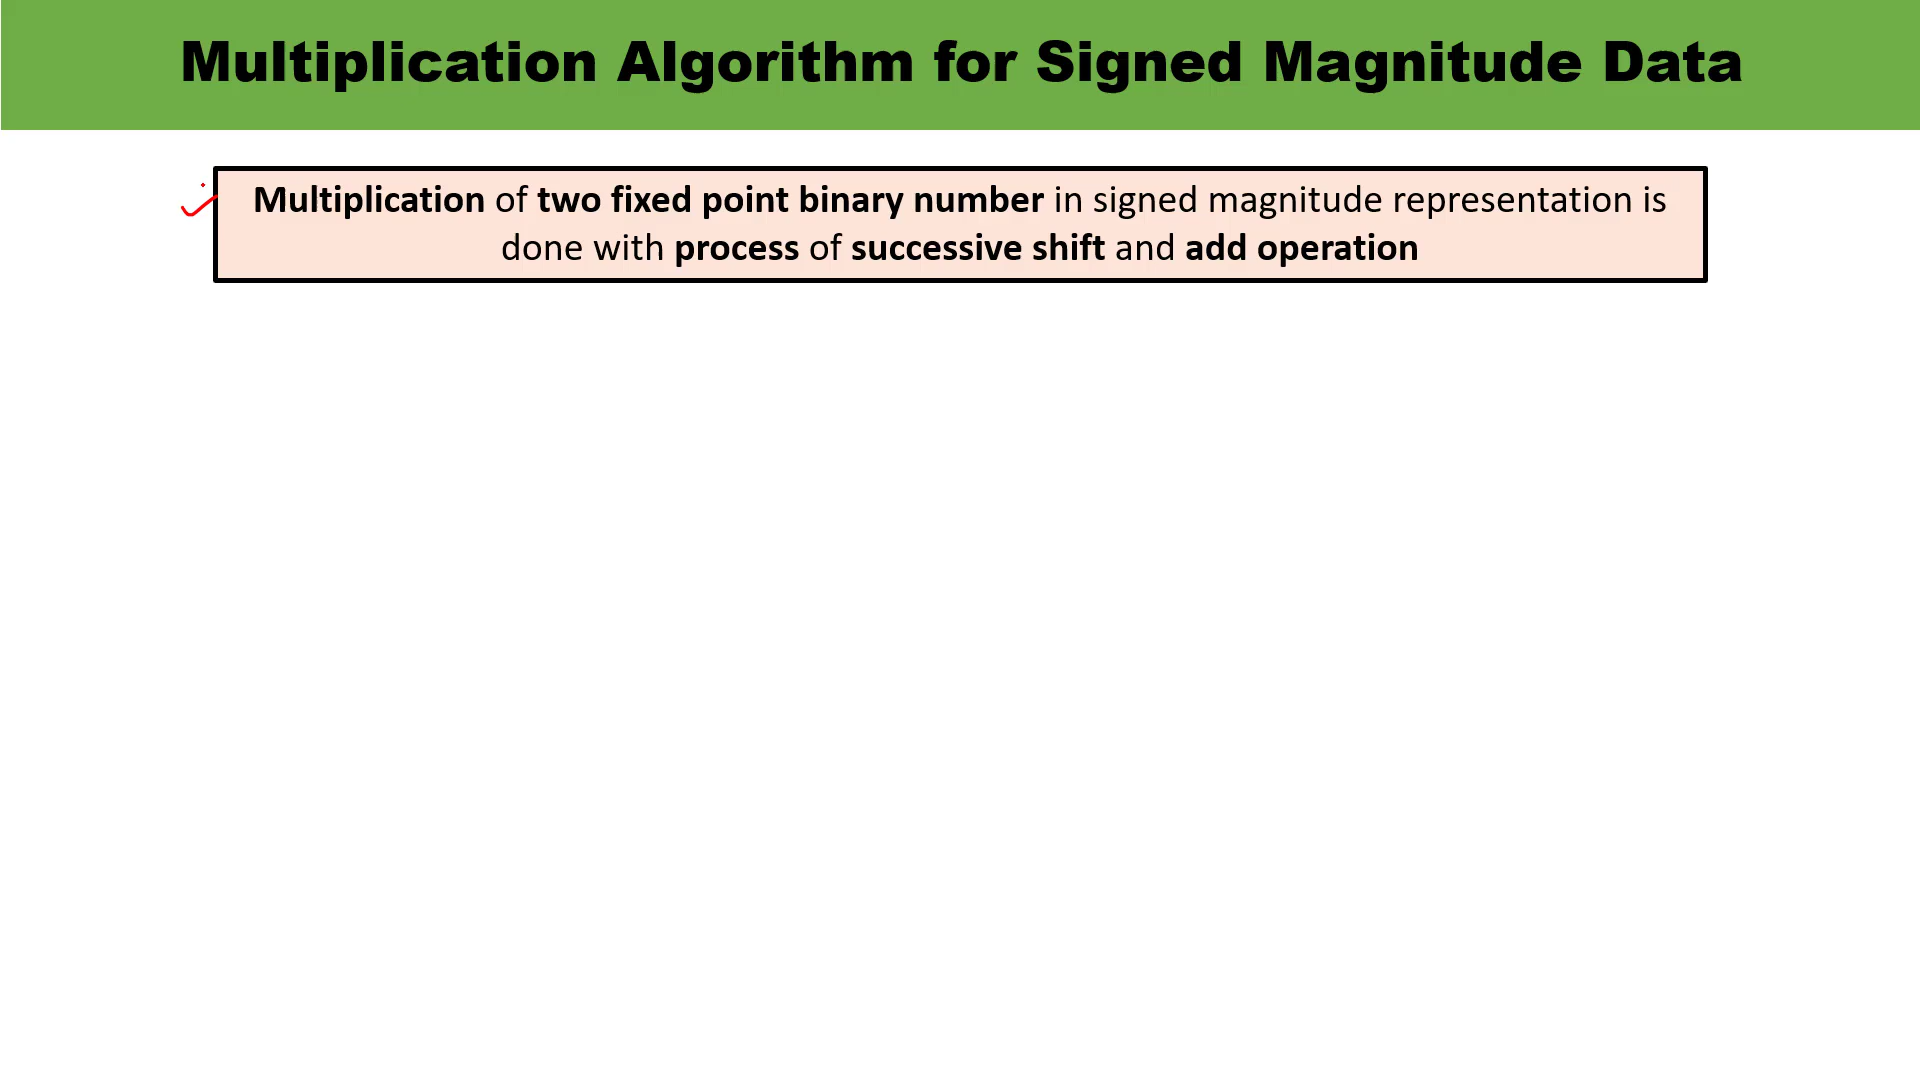 Multiplication Algorithm for Signed Magnitude Data
Multiplication of two fixed point binary number in signed magnitude representation is
done with process of successive shift and add operation